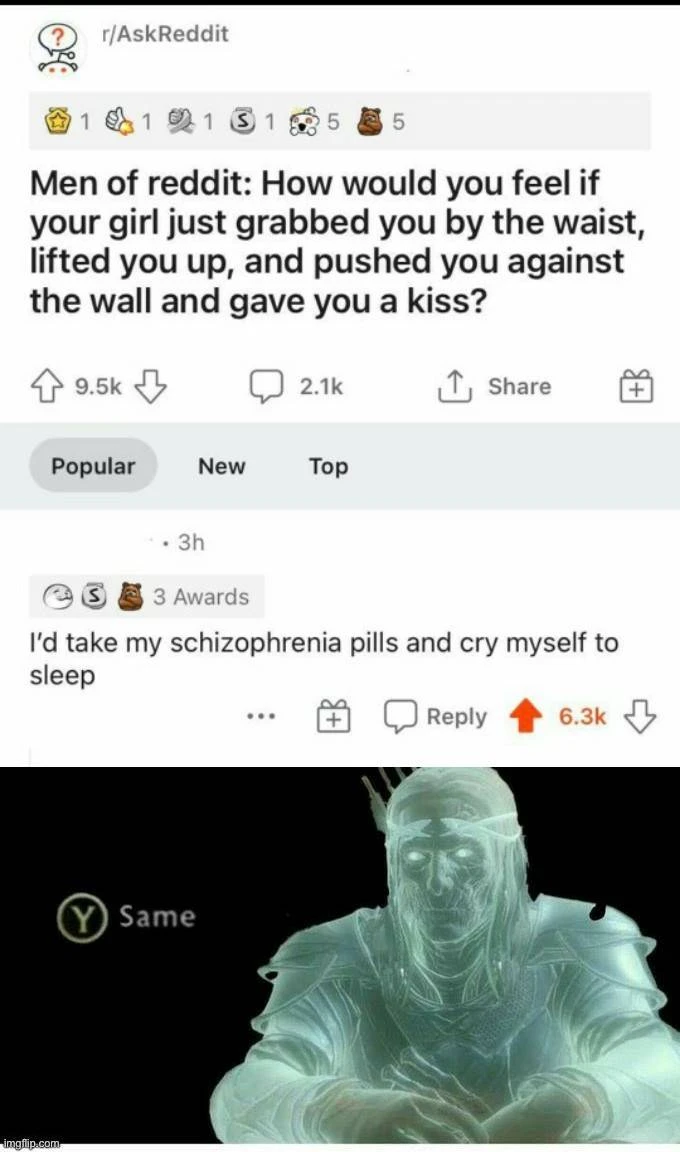 r/AskReddit
1 1 1 S 1 5 5
Men of reddit: How would you feel if
your girl just grabbed you by the waist,
lifted you up, and pushed you against
the wall and gave you a kiss?
9.5k 2.1k Share
Popular New Top
· 3h
S 3 Awards
I'd take my schizophrenia pills and cry myself to
sleep
... Reply 6.3k
Y Same
imgflip.com